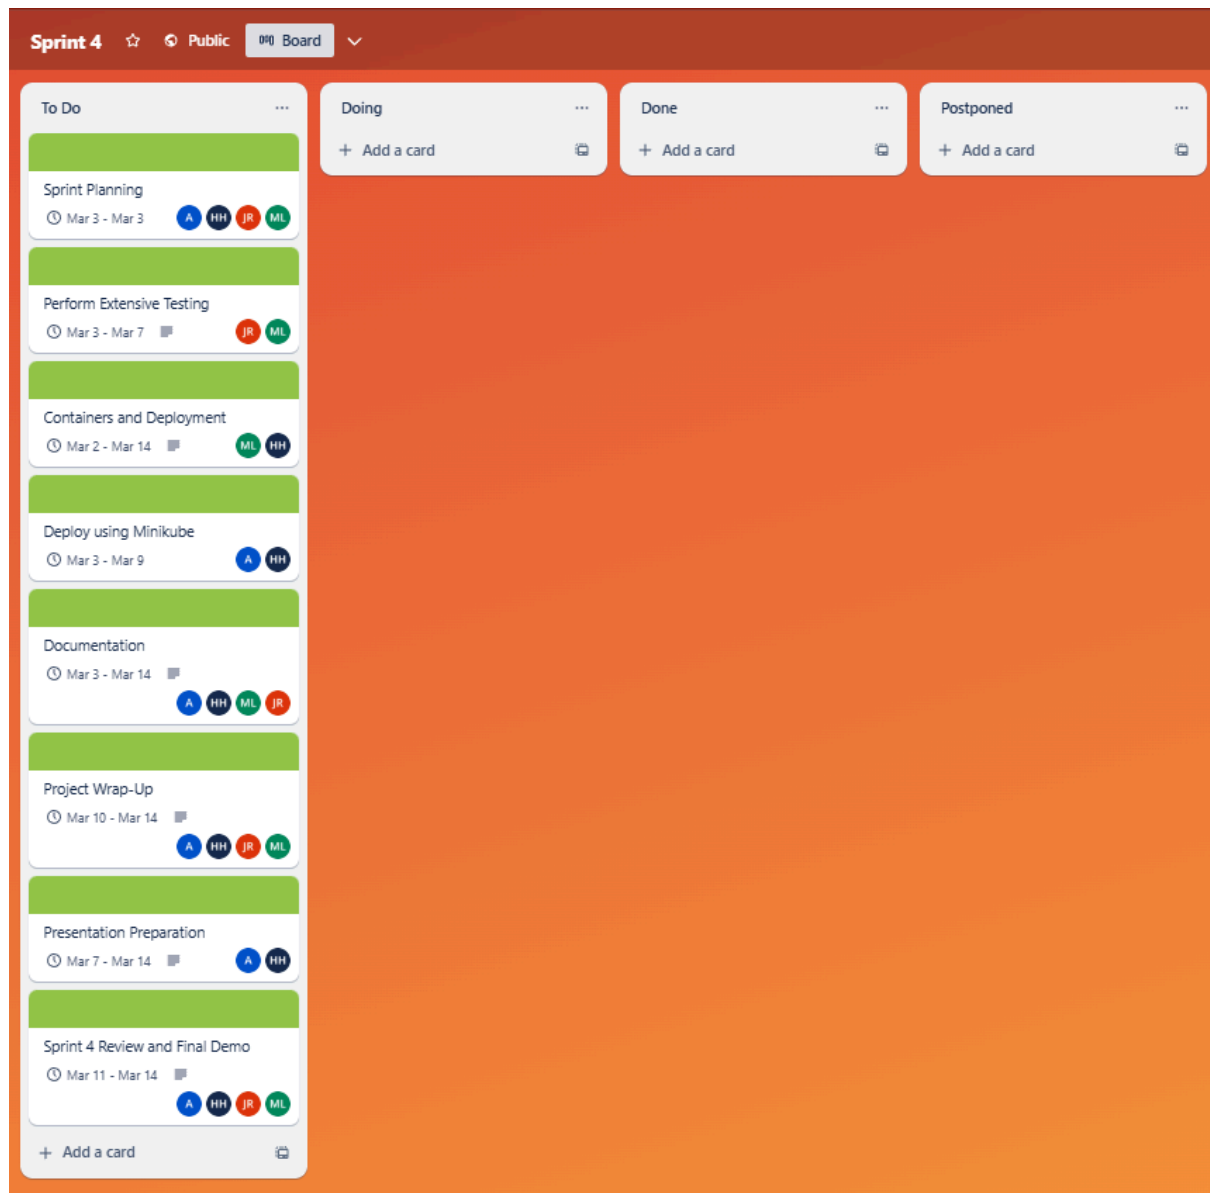 Sprint 4 Public Board
To Do
Sprint Planning
Mar 3 - Mar 3 A HH JR ML
Perform Extensive Testing
Mar 3 - Mar 7 JR ML
Containers and Deployment
Mar 2 - Mar 14 ML HH
Deploy using Minikube
Mar 3 - Mar 9 A HH
Documentation
Mar 3 - Mar 14
A HH ML JR
Project Wrap-Up
Mar 10 - Mar 14
A HH JR ML
Presentation Preparation
Mar 7 - Mar 14 A HH
Sprint 4 Review and Final Demo
Mar 11 - Mar 14
A HH JR ML
+ Add a card
Doing
+ Add a card
Done
+ Add a card
Postponed
+ Add a card